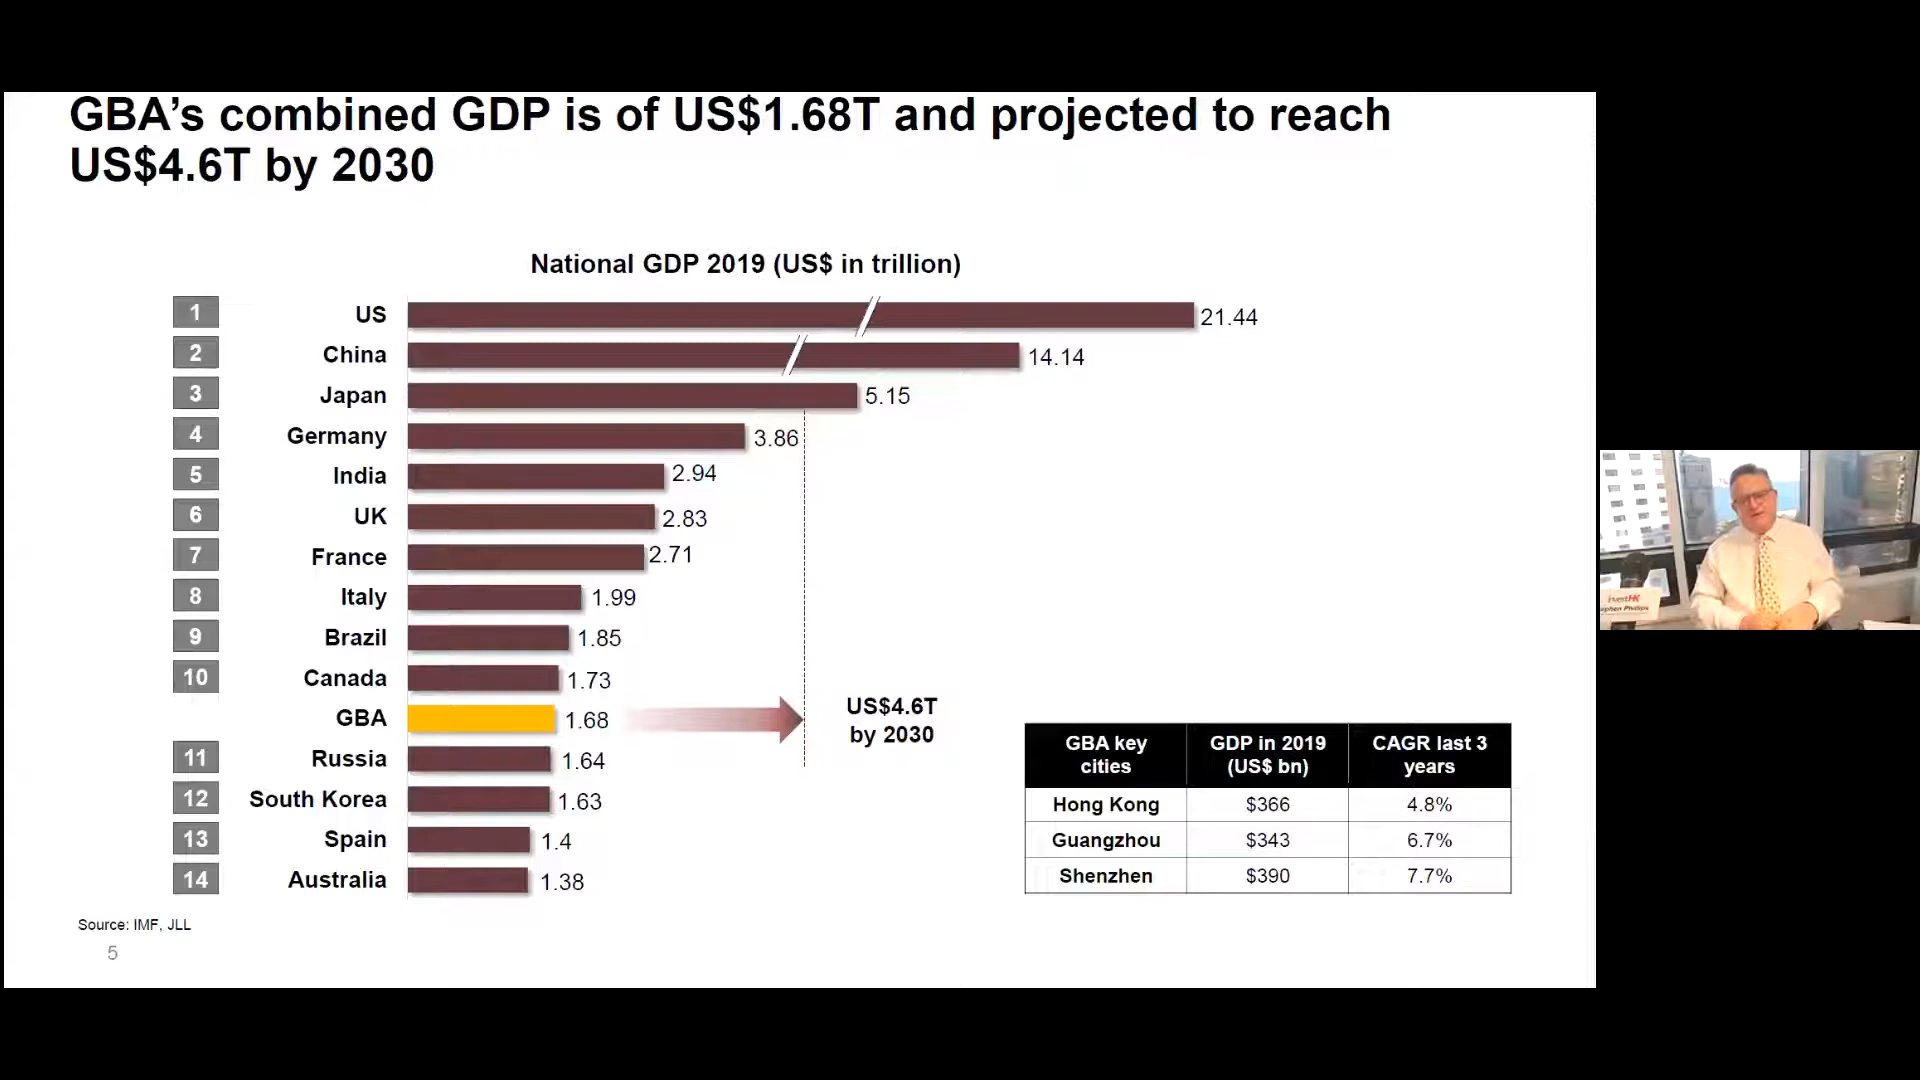 GBA's combined GDP is of US$1.68T and projected to reach
US$4.6T by 2030
National GDP 2019 (US$ in trillion)
1 US 21.44
2 China 14.14
3 Japan 5.15
4 Germany 3.86
5 India 2.94
6 UK 2.83
7 France 2.71
8 Italy 1.99
9 Brazil 1.85
10 Canada 1.73
GBA 1.68
US$4.6T
by 2030
11 Russia 1.64
12 South Korea 1.63
13 Spain 1.4
14 Australia 1.38
GBA key cities GDP in 2019 (US$ bn) CAGR last 3 years
Hong Kong $366 4.8%
Guangzhou $343 6.7%
Shenzhen $390 7.7%
Source: IMF, JLL
5
InvestHK
Stephen Phillips